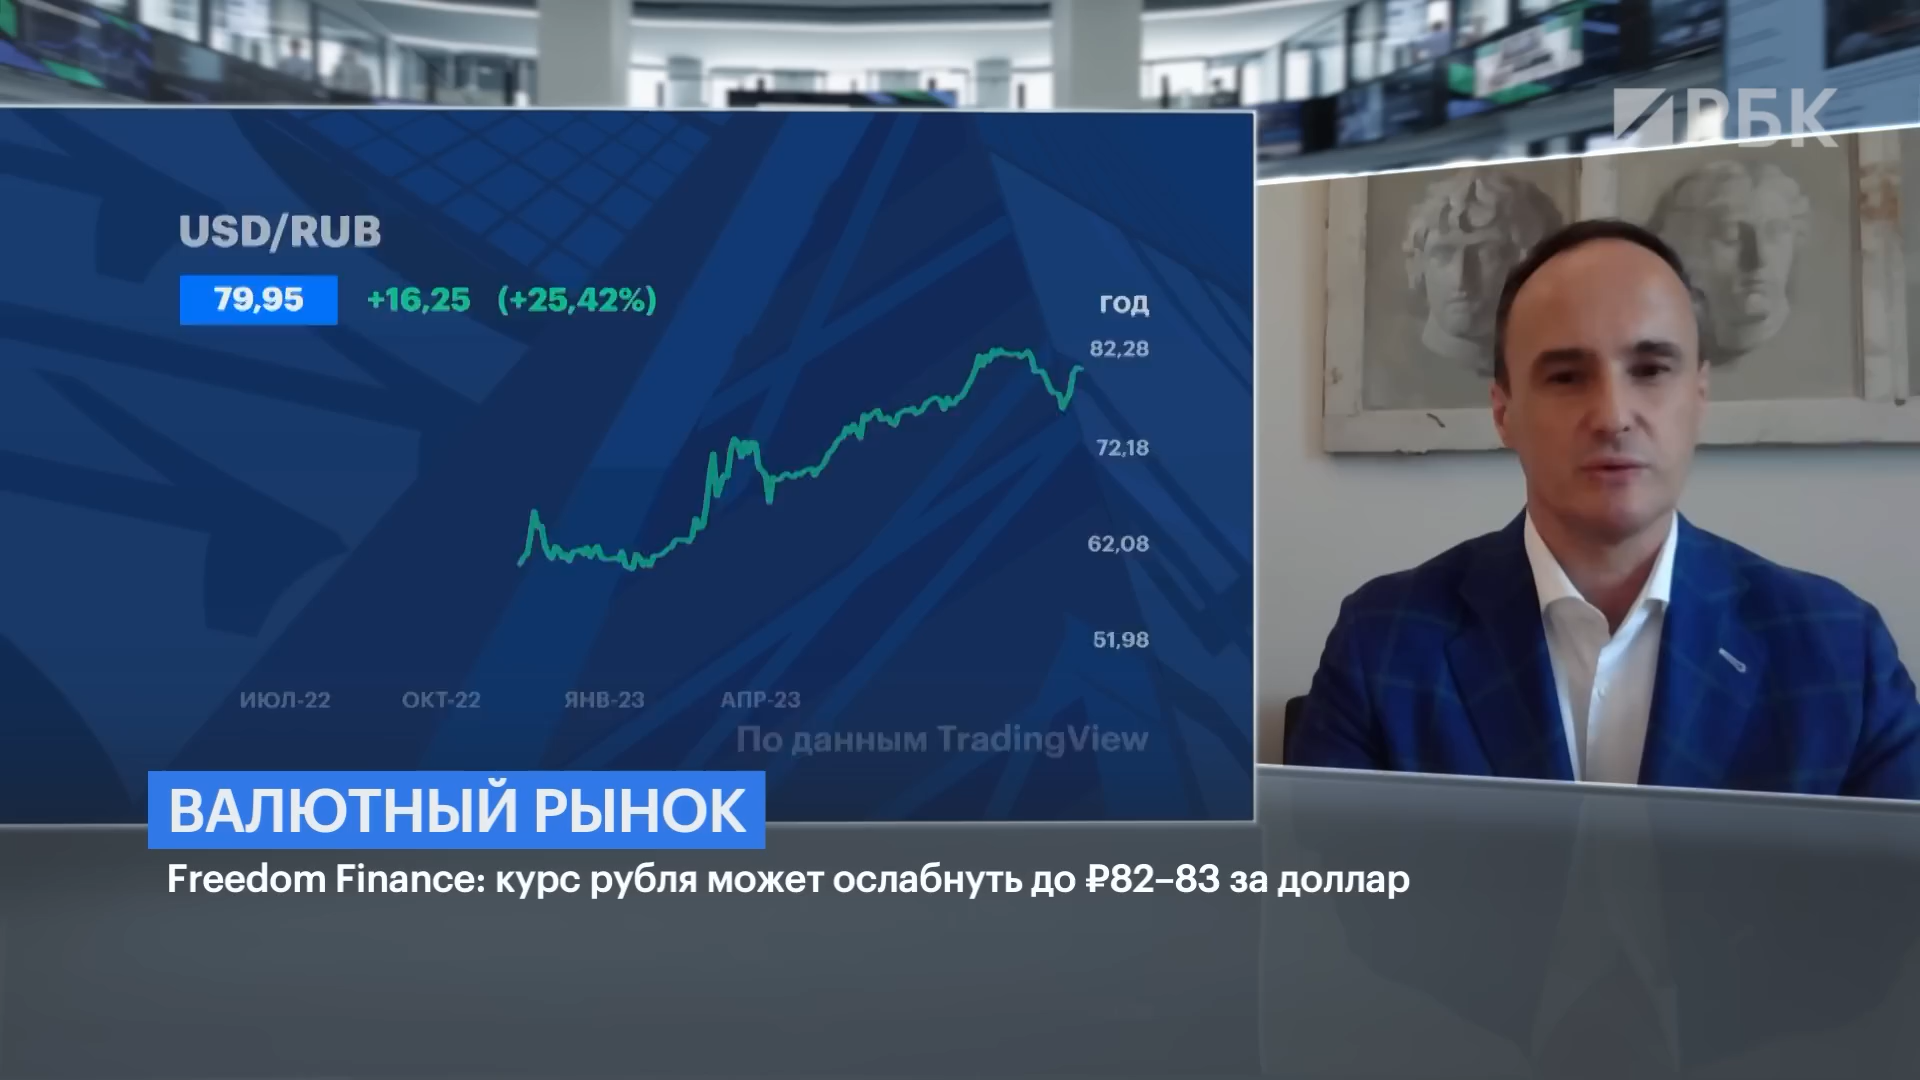 РБК
USD/RUB
79,95 +16,25 (+25,42%)
ГОД
82,28
72,18
62,08
51,98
ИЮЛ-22 ОКТ-22 ЯНВ-23 АПР-23
По данным TradingView
ВАЛЮТНЫЙ РЫНОК
Freedom Finance: курс рубля может ослабнуть до ₽82–83 за доллар